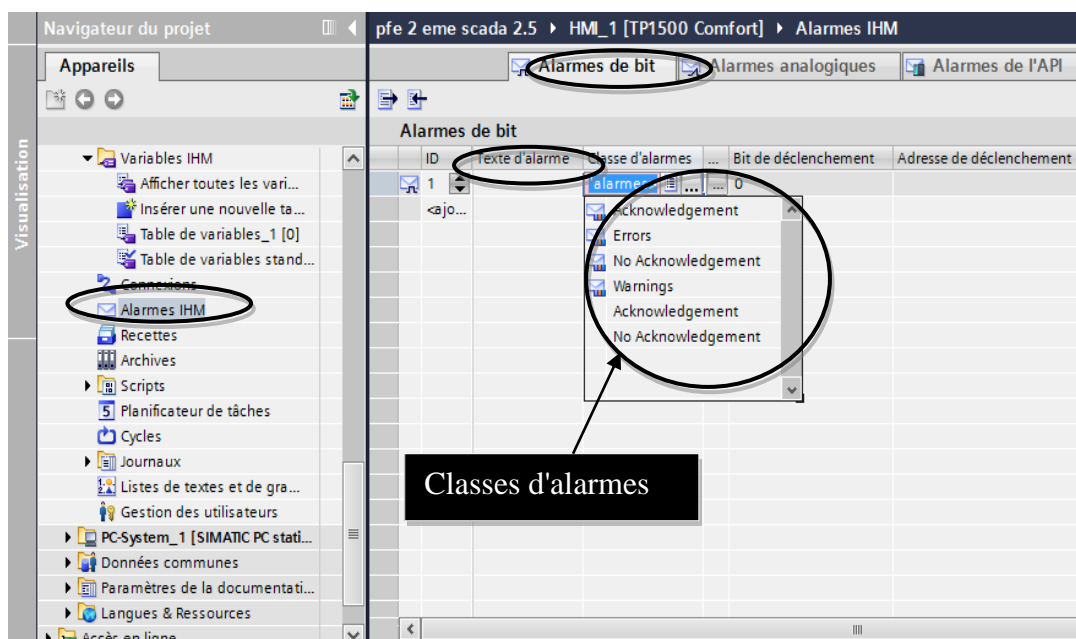 Navigateur du projet
pfe 2 eme scada 2.5 ▸ HMI_1 [TP1500 Comfort] ▸ Alarmes IHM
Appareils
Alarmes de bit
Alarmes analogiques
Alarmes de l'API
Visualisation
Alarmes de bit
ID
Texte d'alarme
Classe d'alarmes
...
Bit de déclenchement
Adresse de déclenchement
1
...
...
0
<ajo...
Acknowledgement
Errors
No Acknowledgement
Warnings
Acknowledgement
No Acknowledgement
Variables IHM
Afficher toutes les vari...
Insérer une nouvelle ta...
Table de variables_1 [0]
Table de variables stand...
Connexions
Alarmes IHM
Recettes
Archives
Scripts
Planificateur de tâches
Cycles
Journaux
Listes de textes et de gra...
Gestion des utilisateurs
PC-System_1 [SIMATIC PC stati...
Données communes
Paramètres de la documentati...
Langues & Ressources
Accès en ligne
Classes d'alarmes